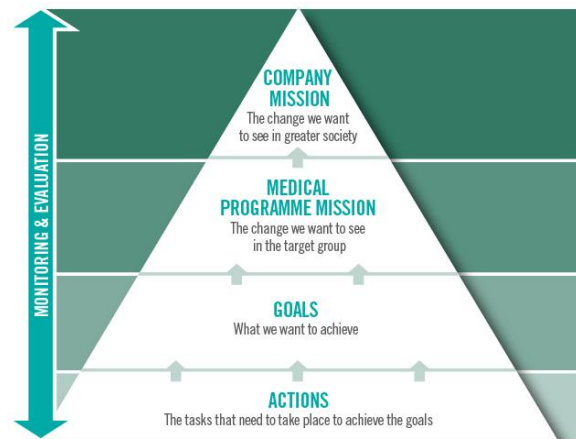 MONITORING & EVALUATION
COMPANY
MISSION
The change we want
to see in greater society
MEDICAL
PROGRAMME MISSION
The change we want to see
in the target group
GOALS
What we want to achieve
ACTIONS
The tasks that need to take place to achieve the goals